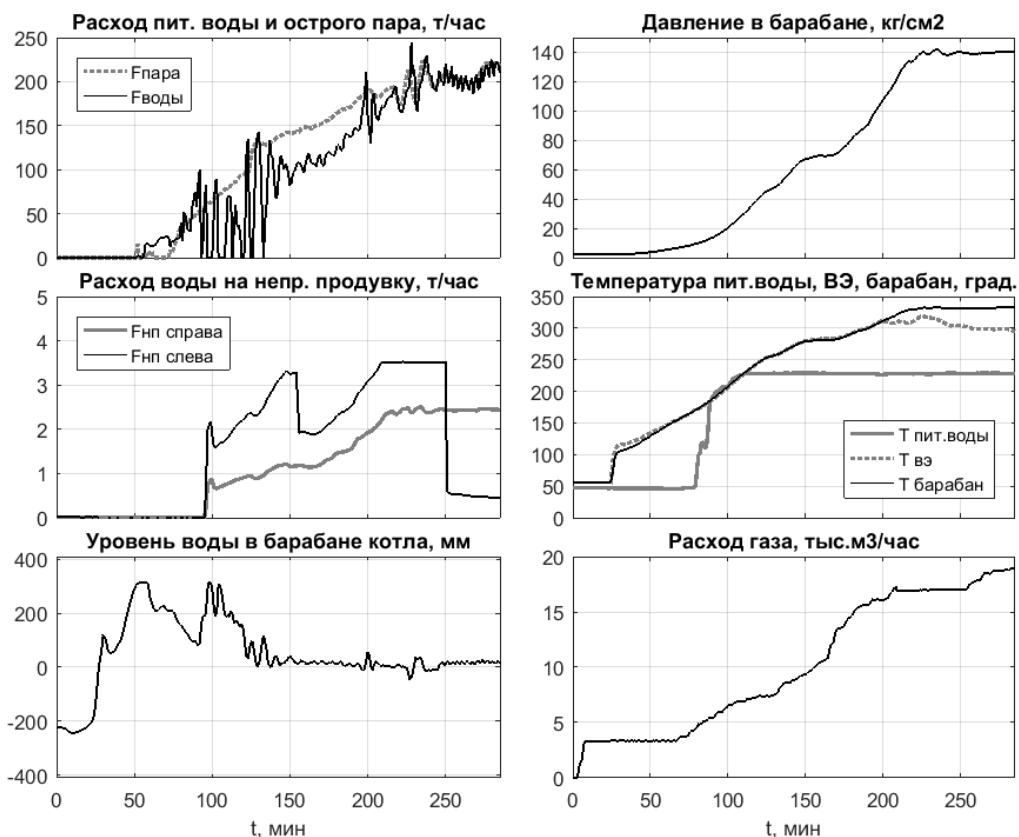 Расход пит. воды и острого пара, т/час
250
200
150
100
50
0
Fпара
Fводы
Давление в барабане, кг/см2
140
120
100
80
60
40
20
0
Расход воды на непр. продувку, т/час
5
4
3
2
1
0
Fнп справа
Fнп слева
Температура пит.воды, ВЭ, барабан, град.
350
300
250
200
150
100
50
0
Т пит.воды
Т вэ
Т барабан
Уровень воды в барабане котла, мм
400
200
0
-200
-400
0 50 100 150 200 250
t, мин
Расход газа, тыс.м3/час
20
15
10
5
0
0 50 100 150 200 250
t, мин